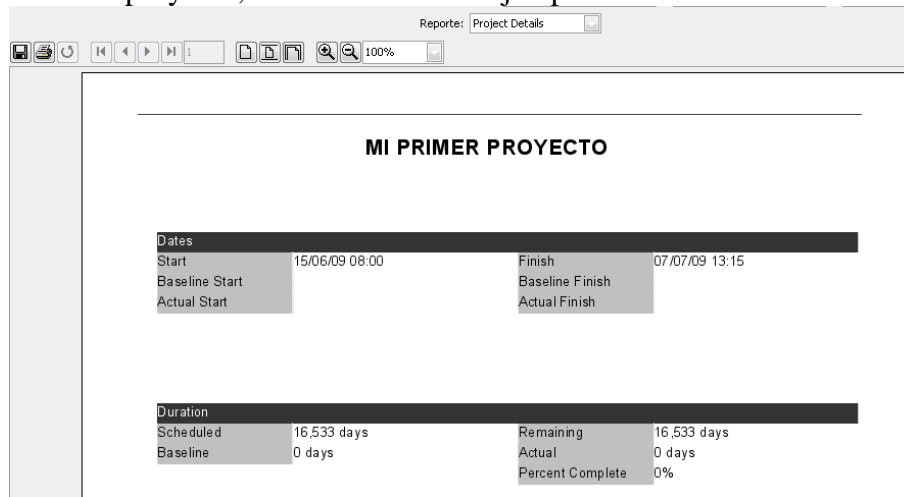 Reporte: Project Details
1 100%
MI PRIMER PROYECTO
Dates
Start 15/06/09 08:00 Finish 07/07/09 13:15
Baseline Start Baseline Finish
Actual Start Actual Finish
Duration
Scheduled 16,533 days Remaining 16,533 days
Baseline 0 days Actual 0 days
Percent Complete 0%